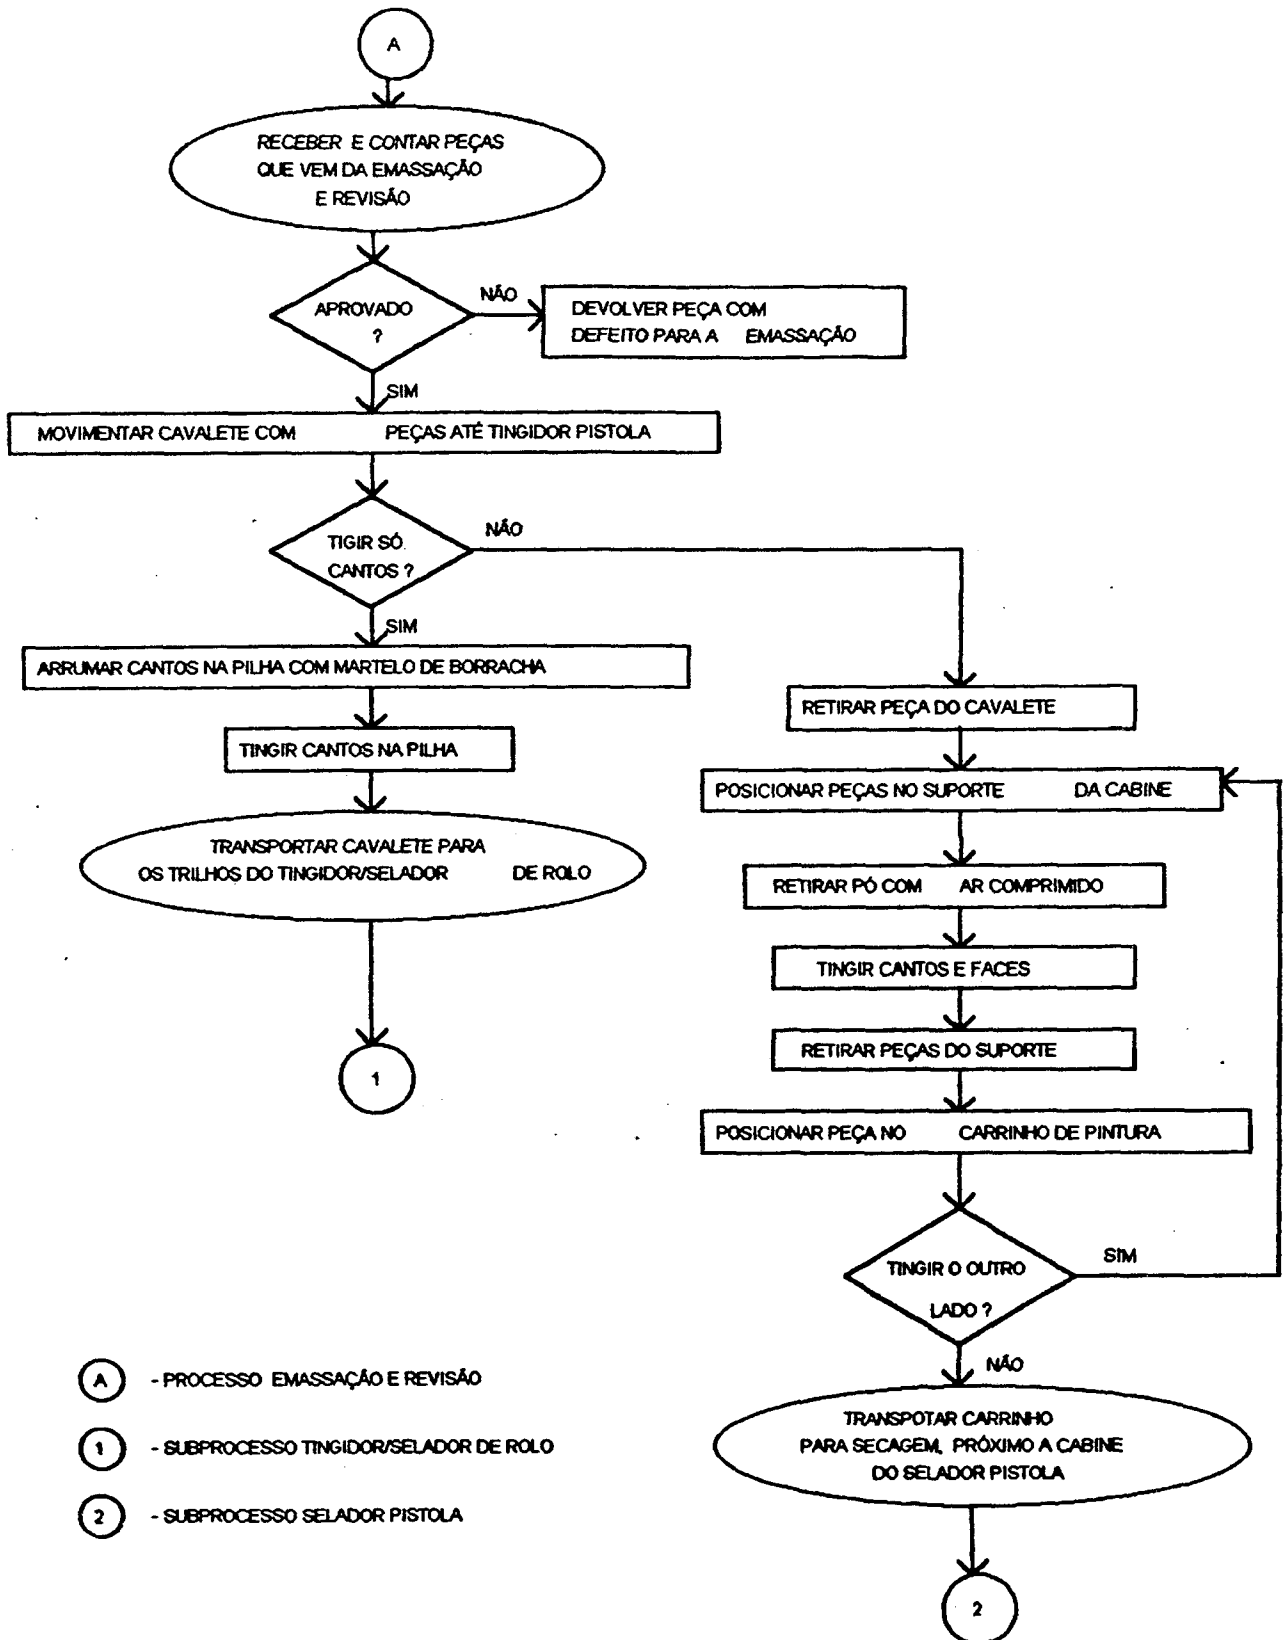 A
RECEBER E CONTAR PEÇAS
QUE VEM DA EMASSAÇÃO
E REVISÃO
APROVADO
?
NÃO
DEVOLVER PEÇA COM
DEFEITO PARA A EMASSAÇÃO
SIM
MOVIMENTAR CAVALETE COM PEÇAS ATÉ TINGIDOR PISTOLA
TIGIR SÓ
CANTOS ?
NÃO
SIM
ARRUMAR CANTOS NA PILHA COM MARTELO DE BORRACHA
TINGIR CANTOS NA PILHA
TRANSPORTAR CAVALETE PARA
OS TRILHOS DO TINGIDOR/SELADOR DE ROLO
1
RETIRAR PEÇA DO CAVALETE
POSICIONAR PEÇAS NO SUPORTE DA CABINE
RETIRAR PÓ COM AR COMPRIMIDO
TINGIR CANTOS E FACES
RETIRAR PEÇAS DO SUPORTE
POSICIONAR PEÇA NO CARRINHO DE PINTURA
TINGIR O OUTRO
LADO ?
SIM
NÃO
TRANSPOTAR CARRINHO
PARA SECAGEM, PRÓXIMO A CABINE
DO SELADOR PISTOLA
2
A - PROCESSO EMASSAÇÃO E REVISÃO
1 - SUBPROCESSO TINGIDOR/SELADOR DE ROLO
2 - SUBPROCESSO SELADOR PISTOLA